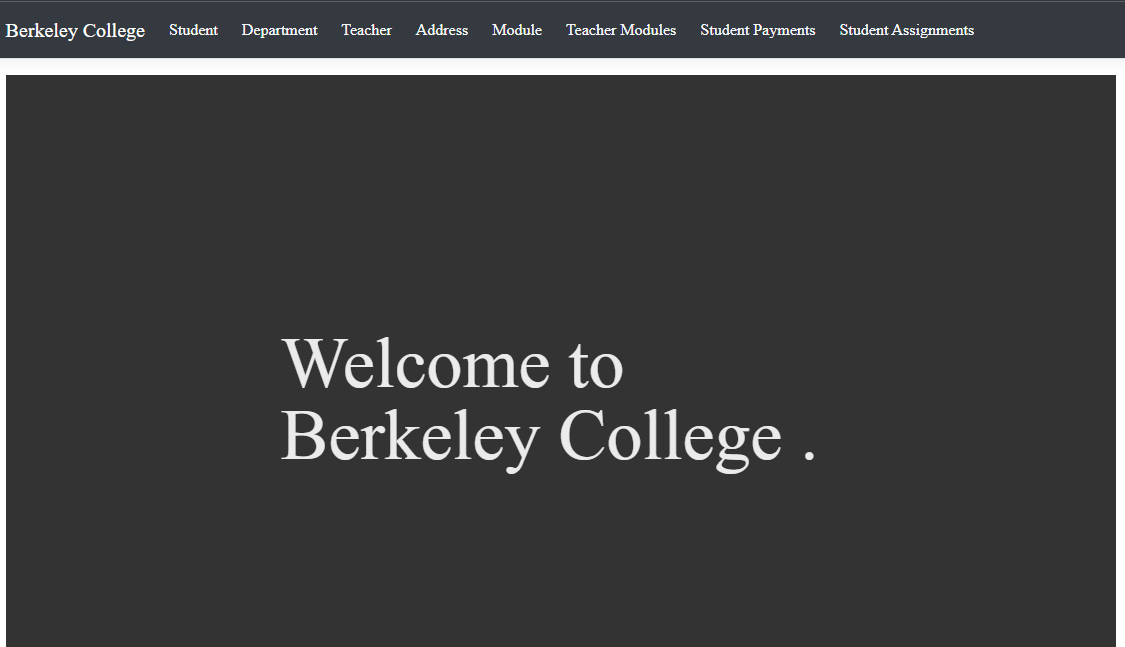 Berkeley College Student Department Teacher Address Module Teacher Modules Student Payments Student Assignments
Welcome to
Berkeley College .